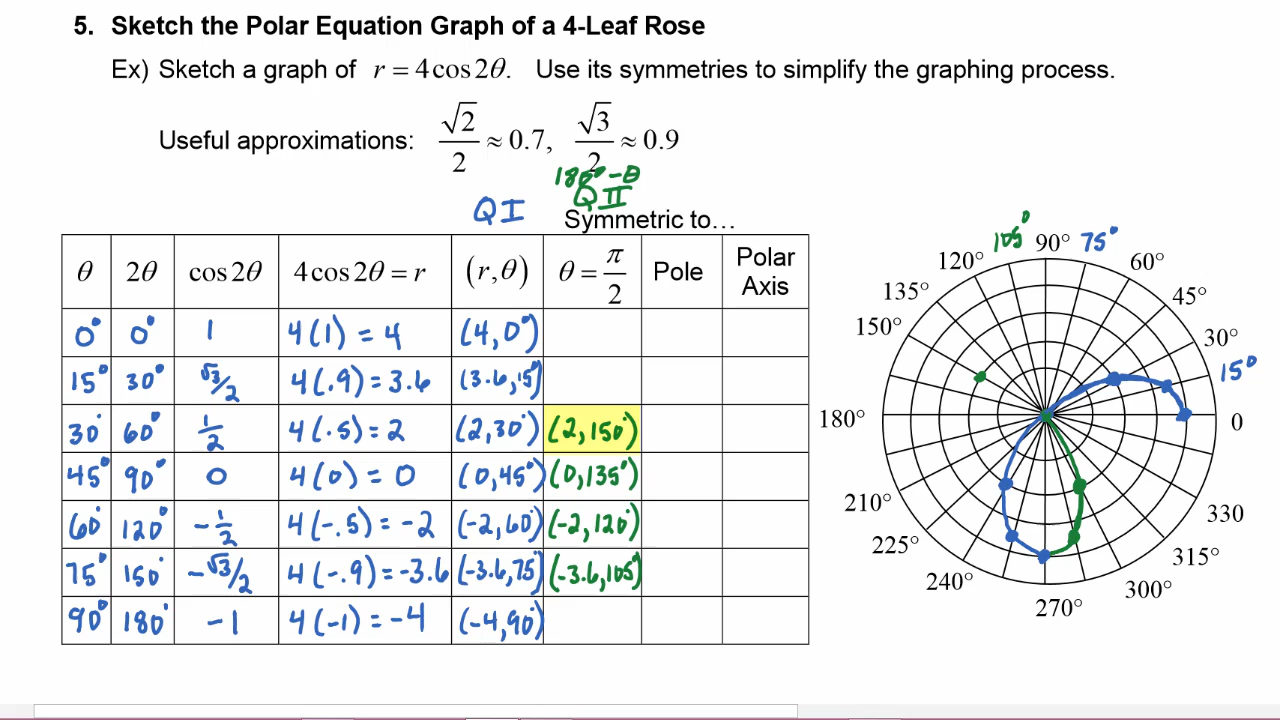 5. Sketch the Polar Equation Graph of a 4-Leaf Rose
Ex) Sketch a graph of r = 4cos2θ. Use its symmetries to simplify the graphing process.
Useful approximations: √2/2 ≈ 0.7, √3/2 ≈ 0.9
180°-θ
QI QII
Symmetric to…
θ 2θ cos2θ 4cos2θ = r (r,θ) θ = π/2 Pole Polar Axis
0° 0° 1 4(1) = 4 (4,0°)
15° 30° √3/2 4(.9) = 3.6 (3.6,15°)
30° 60° 1/2 4(.5) = 2 (2,30°) (2,150°)
45° 90° 0 4(0) = 0 (0,45°) (0,135°)
60° 120° -1/2 4(-.5) = -2 (-2,60°) (-2,120°)
75° 150° -√3/2 4(-.9) = -3.6 (-3.6,75°) (-3.6,105°)
90° 180° -1 4(-1) = -4 (-4,90°)
105° 90° 75°
120° 60°
135° 45°
150° 30°
15°
180° 0
210° 330
225° 315°
240° 300°
270°